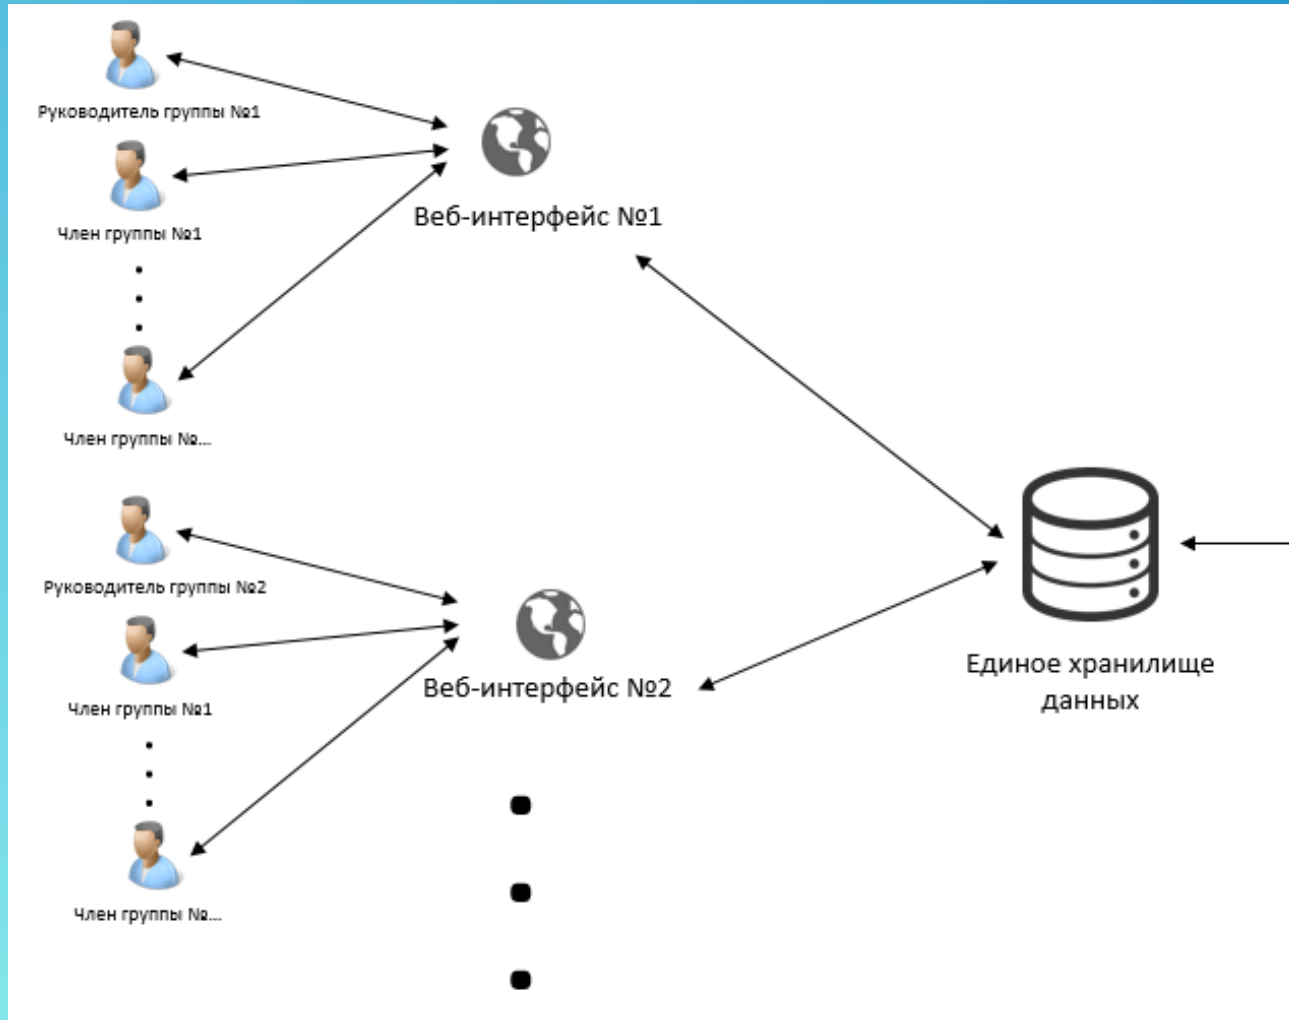 Руководитель группы №1
Член группы №1
Член группы №...
Веб-интерфейс №1
Руководитель группы №2
Член группы №1
Член группы №...
Веб-интерфейс №2
Единое хранилище
данных